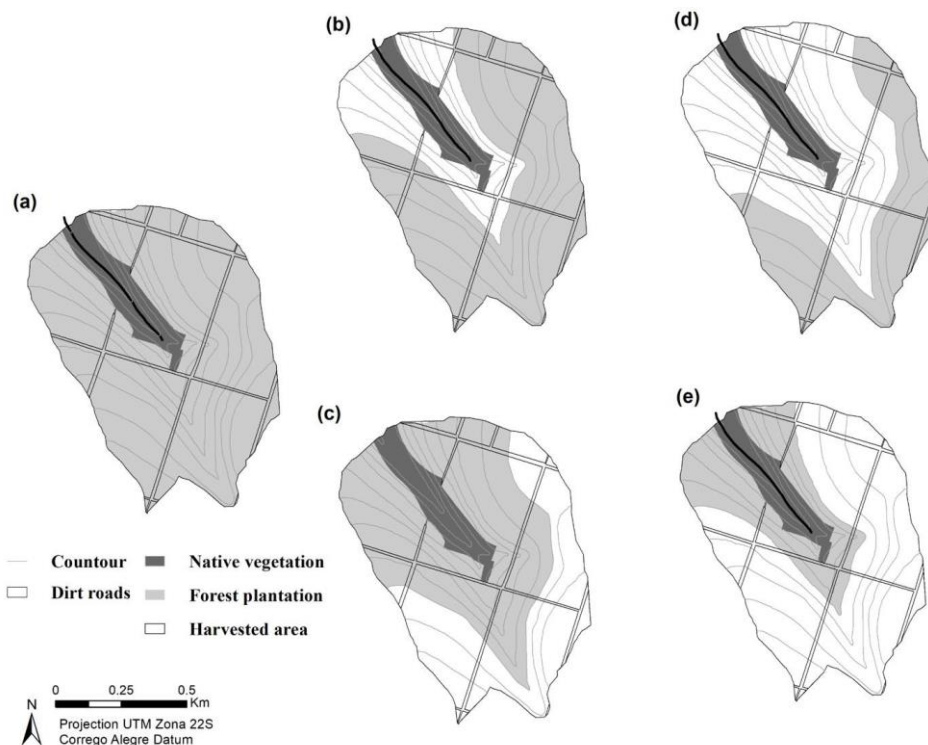 (b)
(d)
(a)
(c)
(e)
Countour
Native vegetation
Dirt roads
Forest plantation
Harvested area
0 0.25 0.5
Km
N
Projection UTM Zona 22S
Corrego Alegre Datum